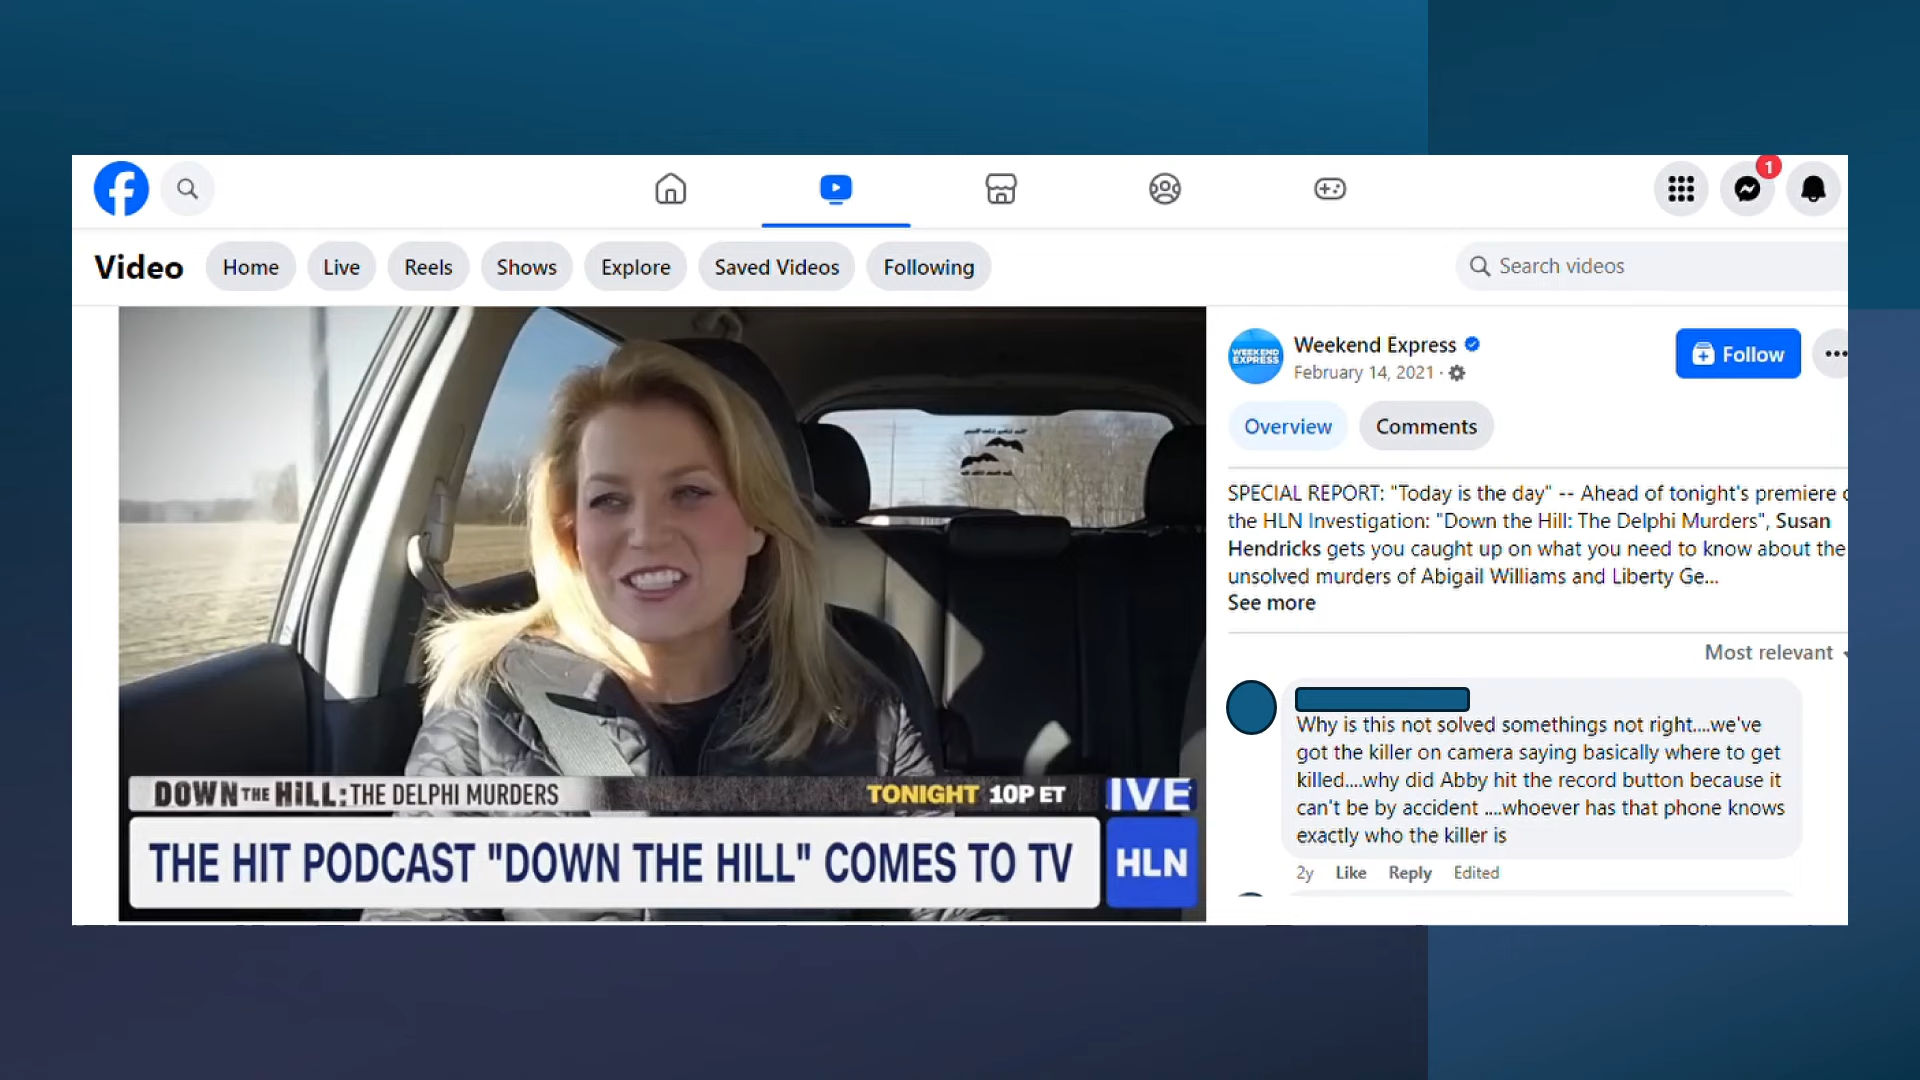 1
Video
Home
Live
Reels
Shows
Explore
Saved Videos
Following
Search videos
DOWN THE HILL: THE DELPHI MURDERS
TONIGHT 10P ET
IVE
THE HIT PODCAST "DOWN THE HILL" COMES TO TV
HLN
WEEKEND
EXPRESS
Weekend Express
February 14, 2021 ·
Follow
Overview
Comments
SPECIAL REPORT: "Today is the day" -- Ahead of tonight's premiere
the HLN Investigation: "Down the Hill: The Delphi Murders", Susan
Hendricks gets you caught up on what you need to know about the
unsolved murders of Abigail Williams and Liberty Ge...
See more
Most relevant
Why is this not solved somethings not right....we've
got the killer on camera saying basically where to get
killed....why did Abby hit the record button because it
can't be by accident ....whoever has that phone knows
exactly who the killer is
2y Like Reply Edited